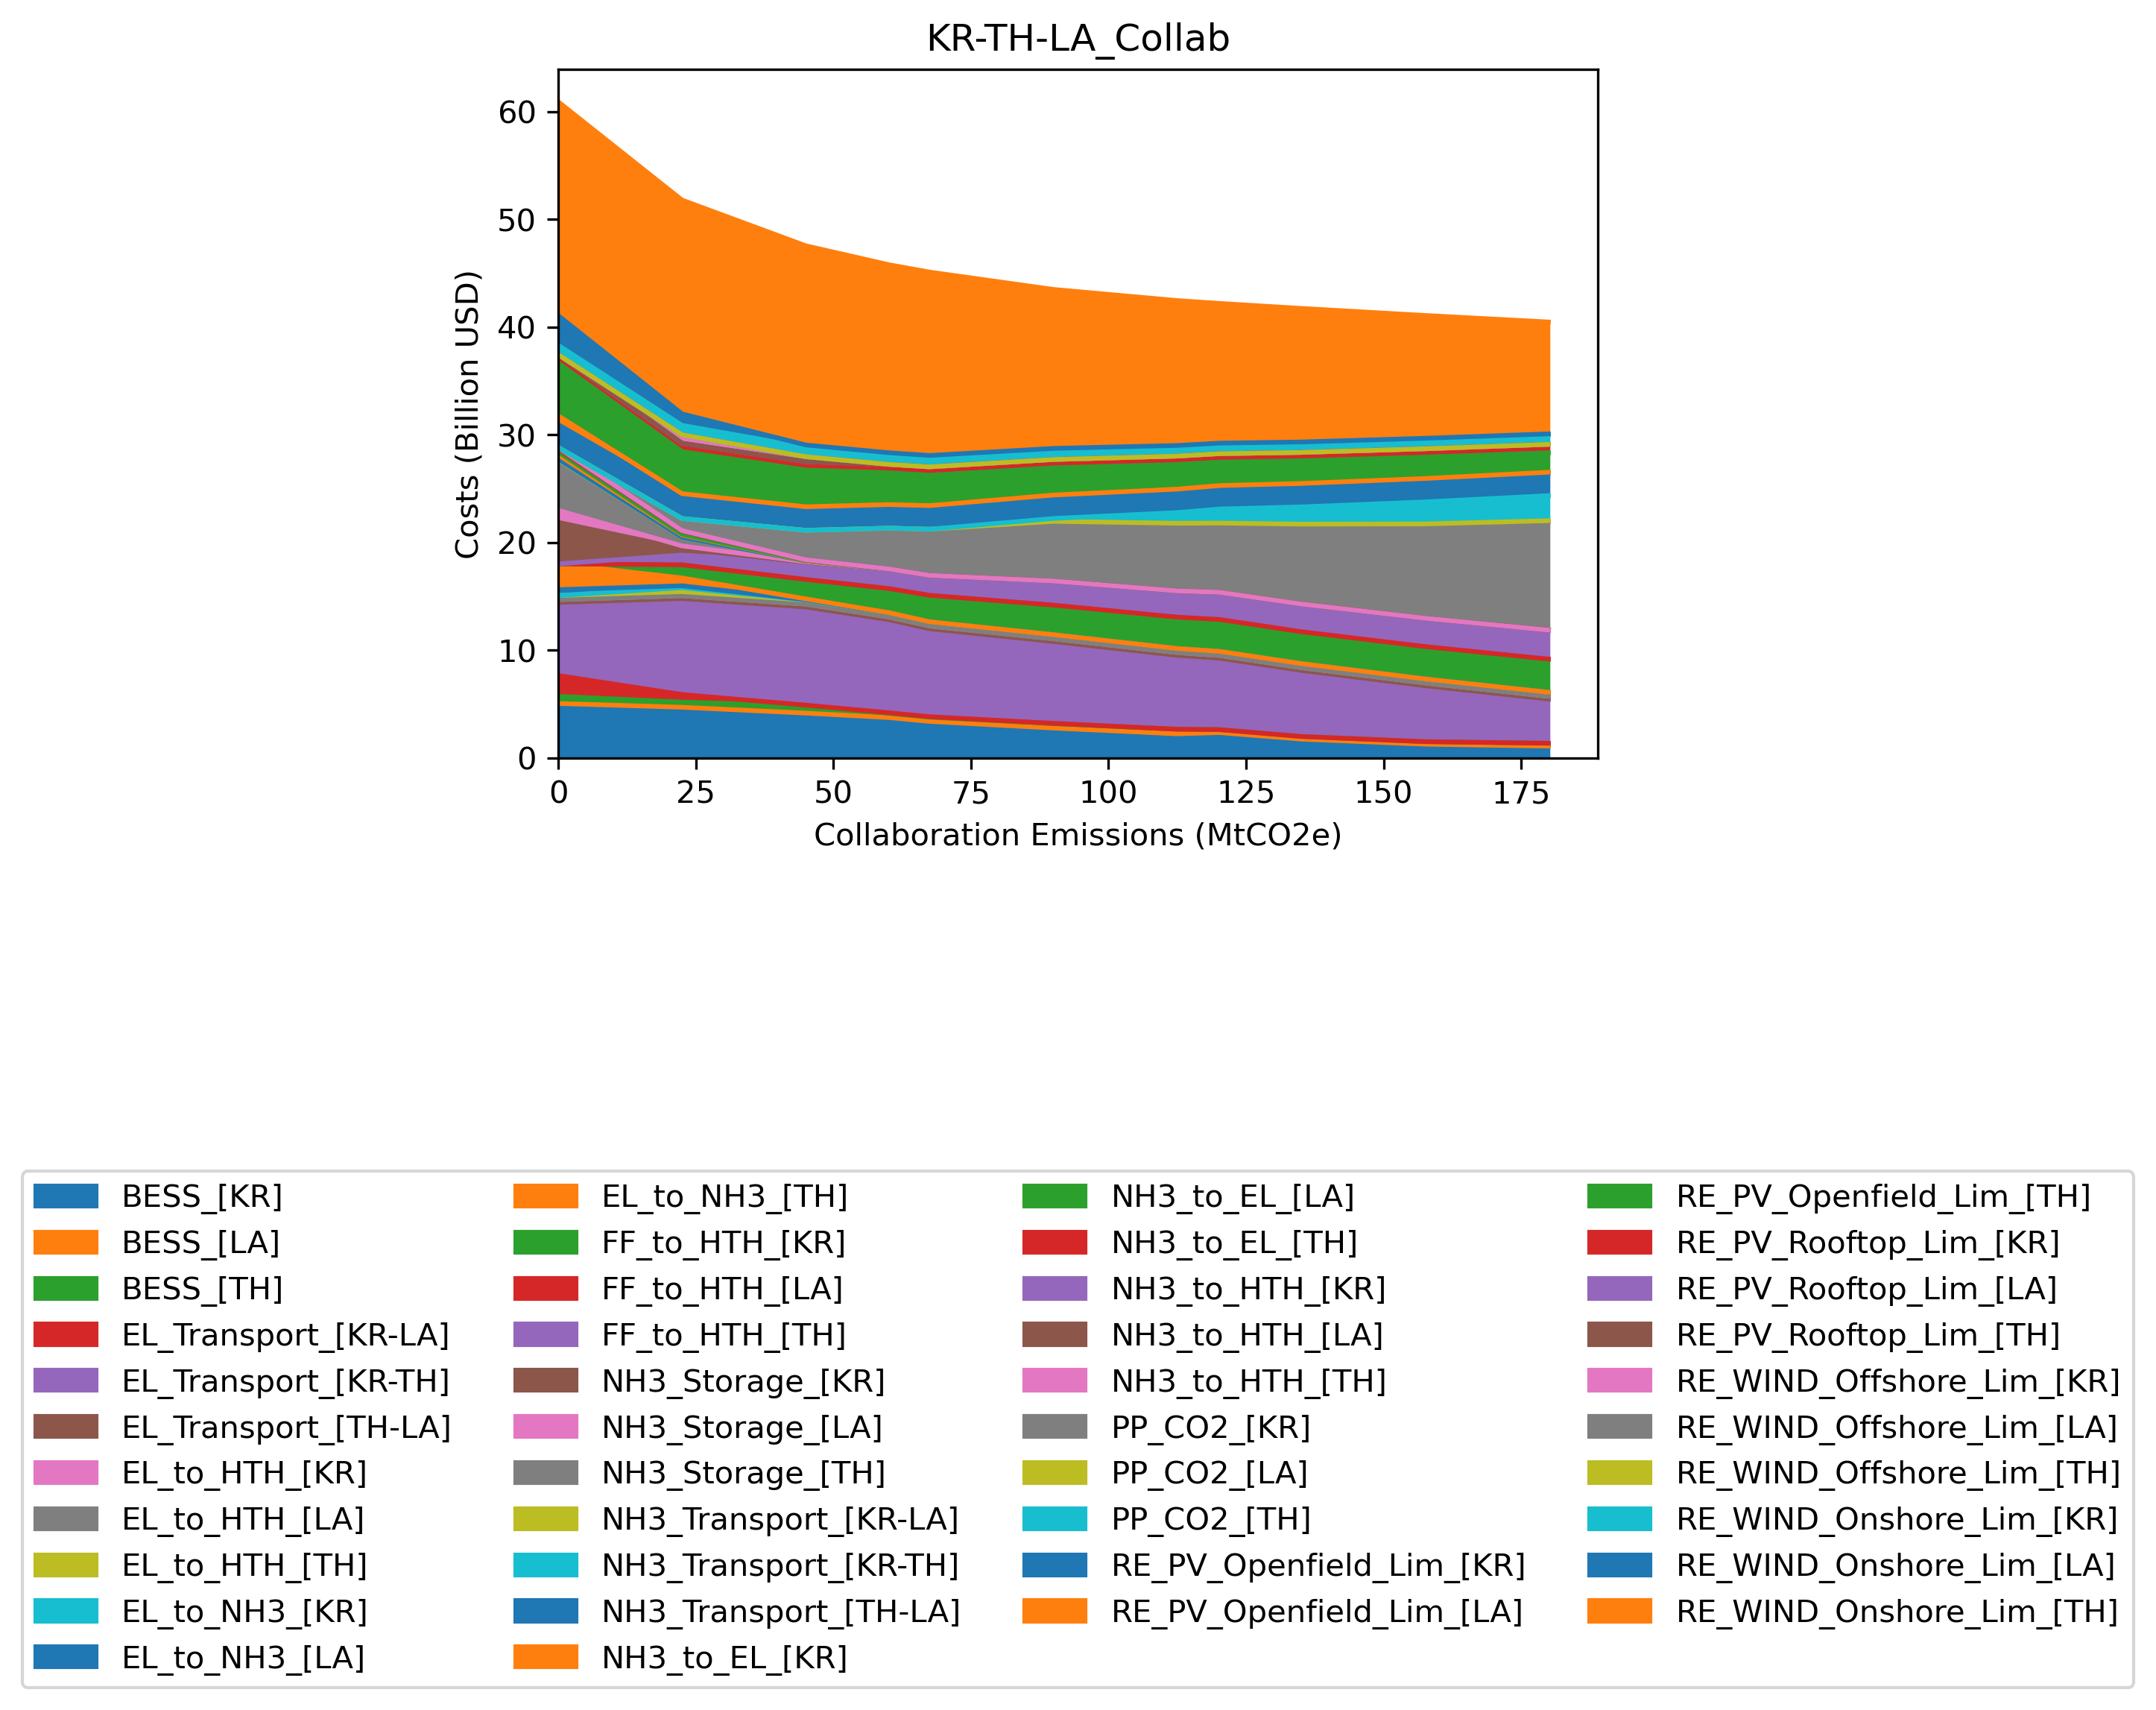 KR-TH-LA_Collab
Costs (Billion USD)
60
50
40
30
20
10
0
0 25 50 75 100 125 150 175
Collaboration Emissions (MtCO2e)
BESS_[KR]
BESS_[LA]
BESS_[TH]
EL_Transport_[KR-LA]
EL_Transport_[KR-TH]
EL_Transport_[TH-LA]
EL_to_HTH_[KR]
EL_to_HTH_[LA]
EL_to_HTH_[TH]
EL_to_NH3_[KR]
EL_to_NH3_[LA]
EL_to_NH3_[TH]
FF_to_HTH_[KR]
FF_to_HTH_[LA]
FF_to_HTH_[TH]
NH3_Storage_[KR]
NH3_Storage_[LA]
NH3_Storage_[TH]
NH3_Transport_[KR-LA]
NH3_Transport_[KR-TH]
NH3_Transport_[TH-LA]
NH3_to_EL_[KR]
NH3_to_EL_[LA]
NH3_to_EL_[TH]
NH3_to_HTH_[KR]
NH3_to_HTH_[LA]
NH3_to_HTH_[TH]
PP_CO2_[KR]
PP_CO2_[LA]
PP_CO2_[TH]
RE_PV_Openfield_Lim_[KR]
RE_PV_Openfield_Lim_[LA]
RE_PV_Openfield_Lim_[TH]
RE_PV_Rooftop_Lim_[KR]
RE_PV_Rooftop_Lim_[LA]
RE_PV_Rooftop_Lim_[TH]
RE_WIND_Offshore_Lim_[KR]
RE_WIND_Offshore_Lim_[LA]
RE_WIND_Offshore_Lim_[TH]
RE_WIND_Onshore_Lim_[KR]
RE_WIND_Onshore_Lim_[LA]
RE_WIND_Onshore_Lim_[TH]